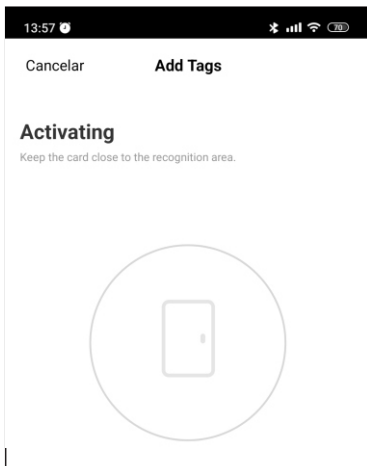 13:57
70
Cancelar
Add Tags
Activating
Keep the card close to the recognition area.